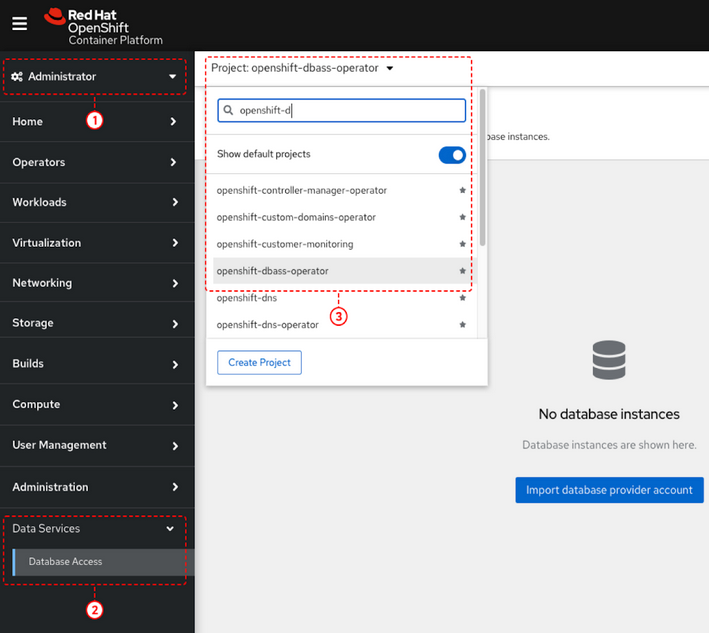 Red Hat
OpenShift
Container Platform
Administrator
1
Home
Operators
Workloads
Virtualization
Networking
Storage
Builds
Compute
User Management
Administration
Data Services
Database Access
2
Project: openshift-dbass-operator
openshift-d
Show default projects
openshift-controller-manager-operator
openshift-custom-domains-operator
openshift-customer-monitoring
openshift-dbass-operator
openshift-dns
3
openshift-dns-operator
Create Project
base instances.
No database instances
Database instances are shown here.
Import database provider account